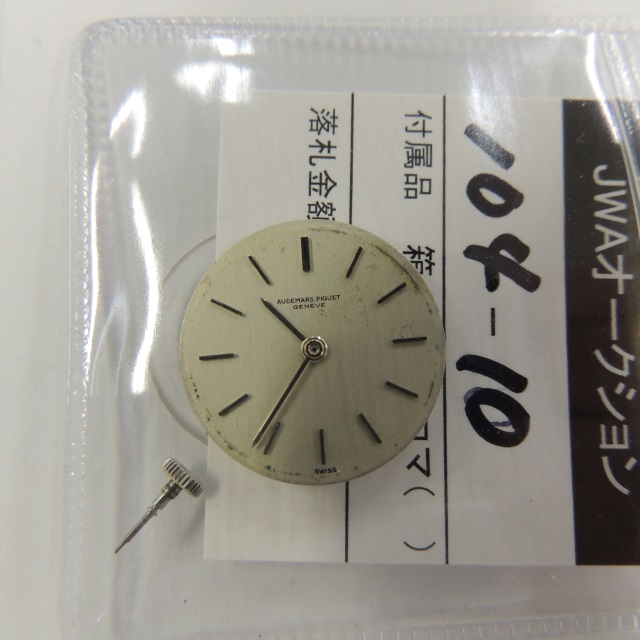 JWAオークション
104-10
付属品 箱
コマ( )
落札金額
AUDEMARS, PIGUET
GENEVE
SWISS